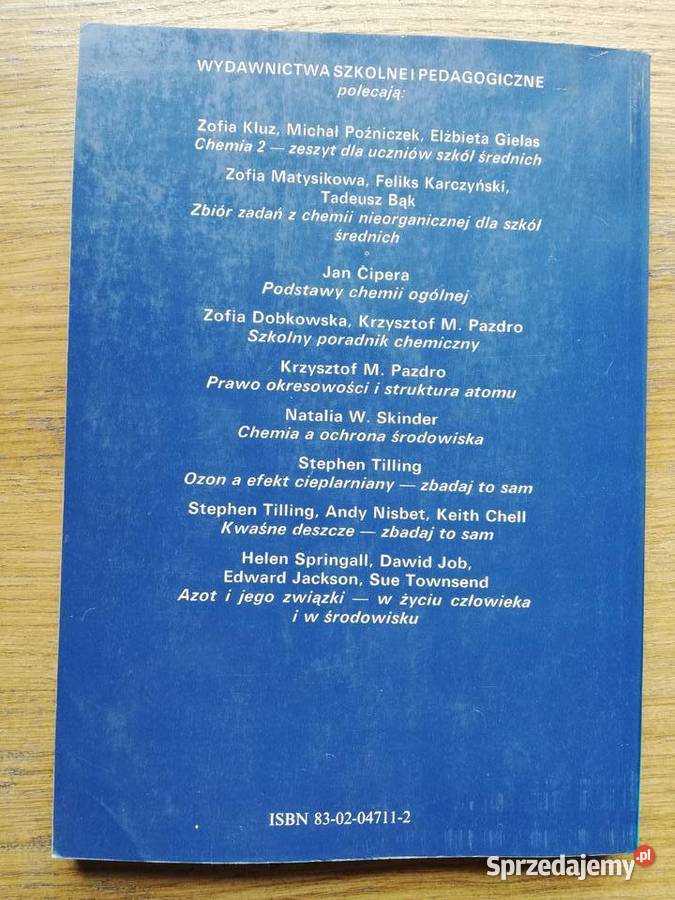 WYDAWNICTWA SZKOLNE I PEDAGOGICZNE
polecają:
Zofia Kluz, Michał Poźniczek, Elżbieta Gielas
Chemia 2 — zeszyt dla uczniów szkół średnich
Zofia Matysikowa, Feliks Karczyński,
Tadeusz Bąk
Zbiór zadań z chemii nieorganicznej dla szkół
średnich
Jan Čipera
Podstawy chemii ogólnej
Zofia Dobkowska, Krzysztof M. Pazdro
Szkolny poradnik chemiczny
Krzysztof M. Pazdro
Prawo okresowości i struktura atomu
Natalia W. Skinder
Chemia a ochrona środowiska
Stephen Tilling
Ozon a efekt cieplarniany — zbadaj to sam
Stephen Tilling, Andy Nisbet, Keith Chell
Kwaśne deszcze — zbadaj to sam
Helen Springall, Dawid Job,
Edward Jackson, Sue Townsend
Azot i jego związki — w życiu człowieka
i w środowisku
ISBN 83-02-04711-2
Sprzedajemy.pl